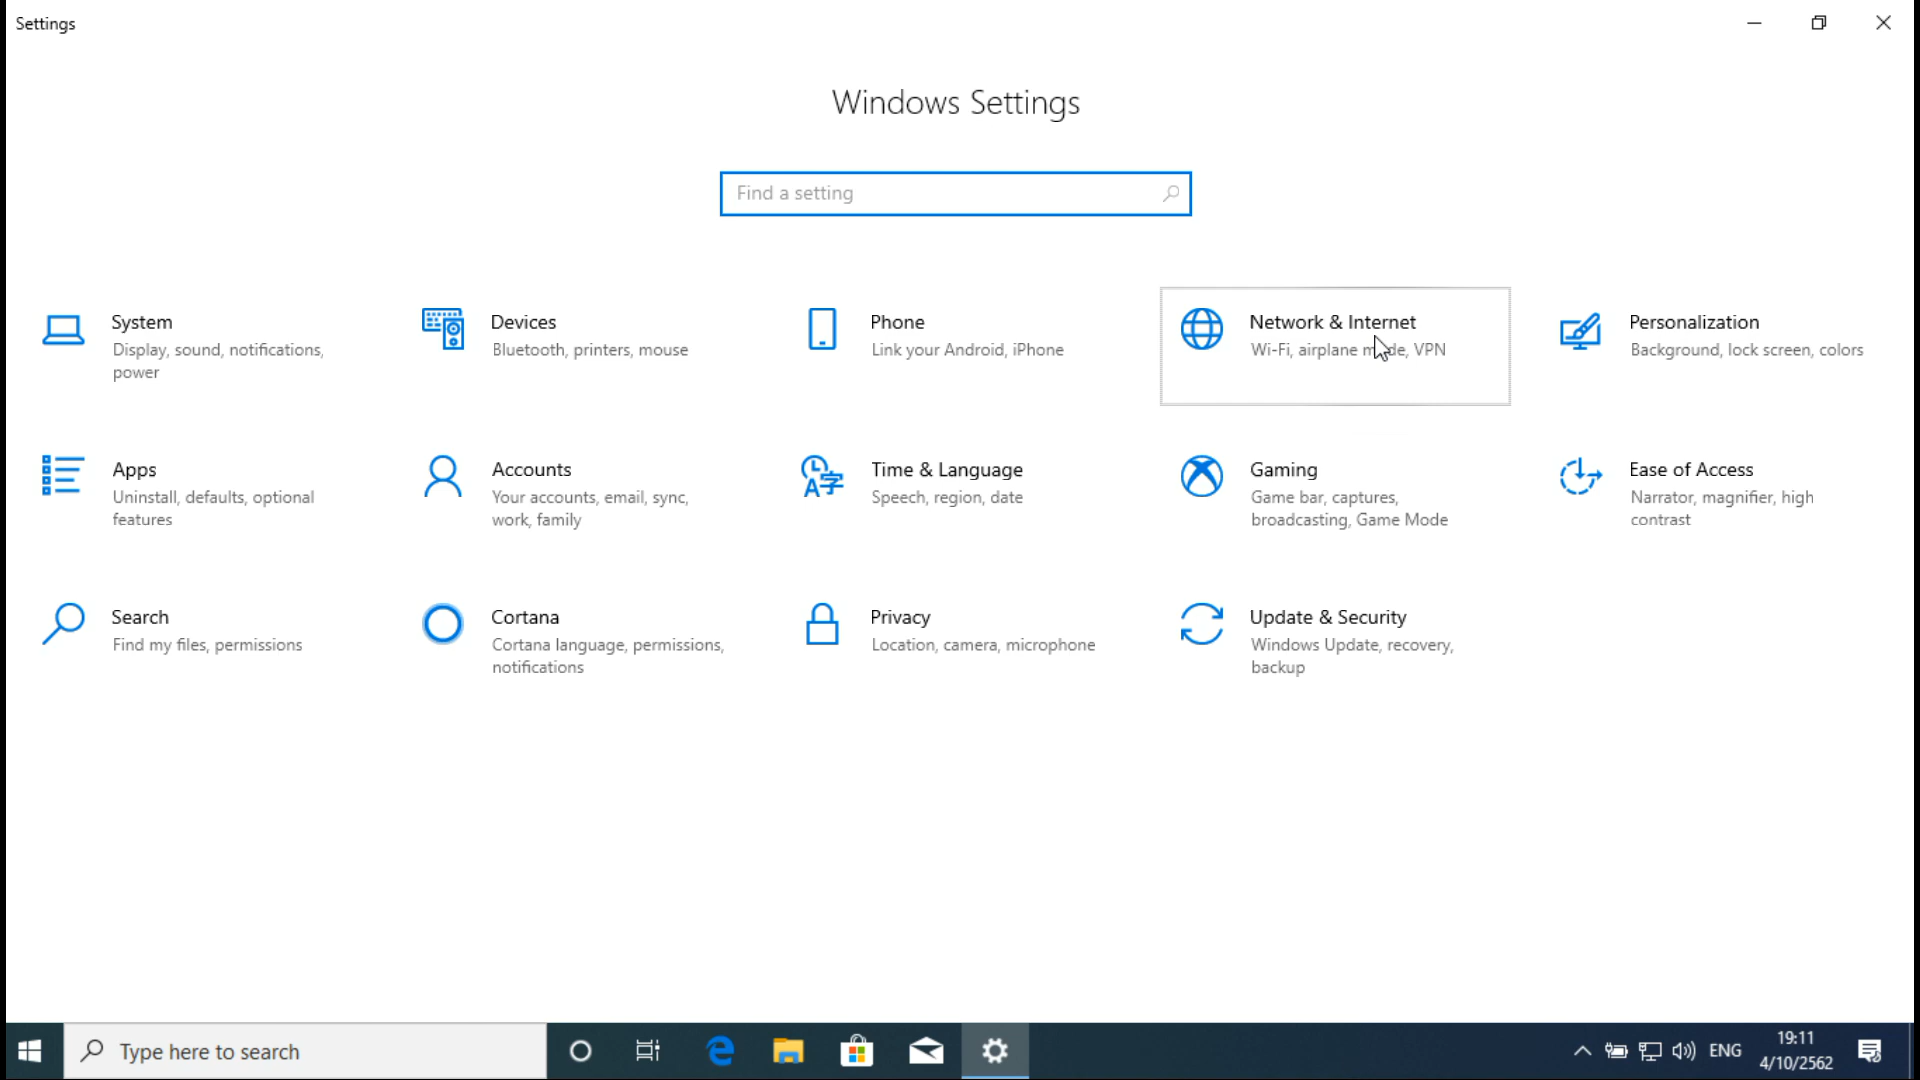 Settings
Windows Settings
Find a setting
System
Display, sound, notifications,
power
Devices
Bluetooth, printers, mouse
Phone
Link your Android, iPhone
Network & Internet
Wi-Fi, airplane mode, VPN
Personalization
Background, lock screen, colors
Apps
Uninstall, defaults, optional
features
Accounts
Your accounts, email, sync,
work, family
Time & Language
Speech, region, date
Gaming
Game bar, captures,
broadcasting, Game Mode
Ease of Access
Narrator, magnifier, high
contrast
Search
Find my files, permissions
Cortana
Cortana language, permissions,
notifications
Privacy
Location, camera, microphone
Update & Security
Windows Update, recovery,
backup
Type here to search
ENG
19:11
4/10/2562